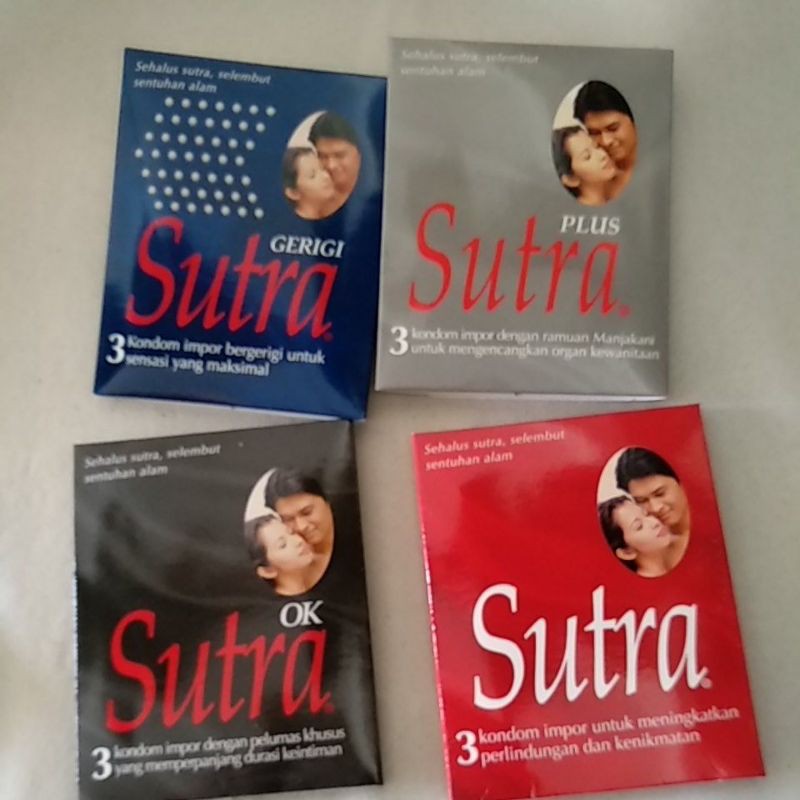 Sehalus sutra, selembut
sentuhan alam
GERIGI
Sutra®
3 Kondom impor bergerigi untuk
sensasi yang maksimal
Sehalus sutra, selembut
sentuhan alam
PLUS
Sutra®
3 kondom impor dengan ramuan Manjakani
untuk mengencangkan organ kewanitaan
Sehalus sutra, selembut
sentuhan alam
OK
Sutra®
3 kondom impor dengan pelumas khusus
yang memperpanjang durasi keintiman
Sehalus sutra, selembut
sentuhan alam
Sutra®
3 kondom impor untuk meningkatkan
perlindungan dan kenikmatan